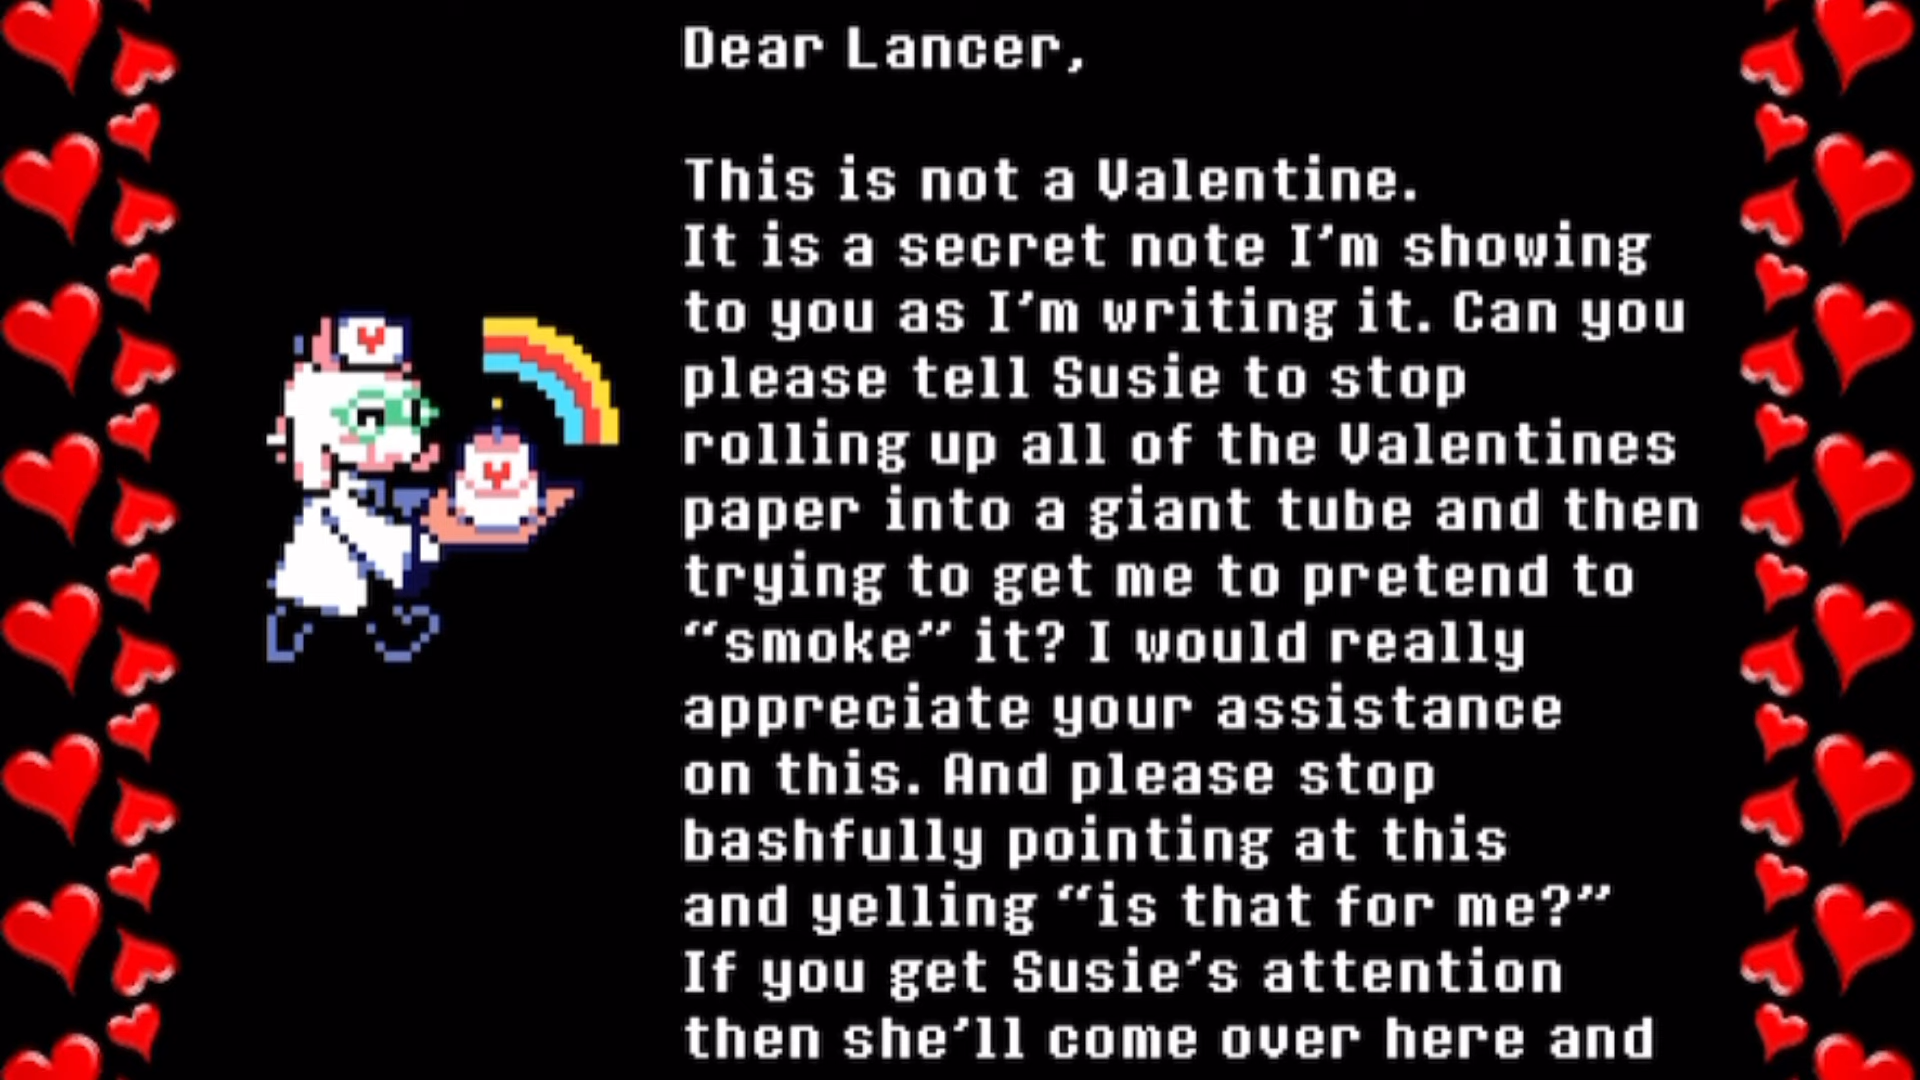 Dear Lancer,
This is not a Valentine.
It is a secret note I'm showing
to you as I'm writing it. Can you
please tell Susie to stop
rolling up all of the Valentines
paper into a giant tube and then
trying to get me to pretend to
“smoke” it? I would really
appreciate your assistance
on this. And please stop
bashfully pointing at this
and yelling “is that for me?”
If you get Susie's attention
then she'll come over here and